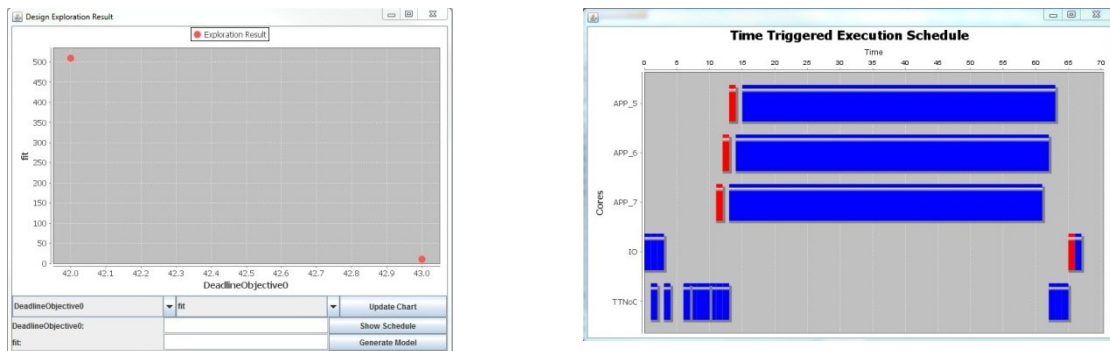 Design Exploration Result
Exploration Result
500
450
400
350
300
250
200
150
100
50
0
fit
42.0 42.1 42.2 42.3 42.4 42.5 42.6 42.7 42.8 42.9 43.0
DeadlineObjective0
DeadlineObjective0 fit Update Chart
DeadlineObjective0: Show Schedule
fit: Generate Model
Time Triggered Execution Schedule
Time
0 5 10 15 20 25 30 35 40 45 50 55 60 65 70
Cores
APP_5
APP_6
APP_7
IO
TTNoC